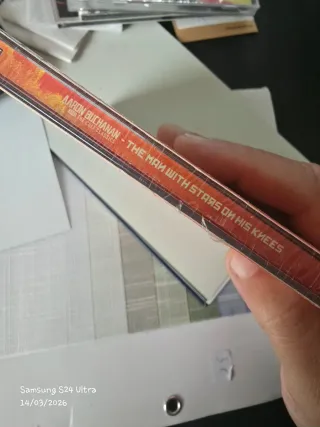 AARON BUCHANAN - THE MAN WITH STARS ON HIS KNEES
Samsung S24 Ultra
14/03/2026